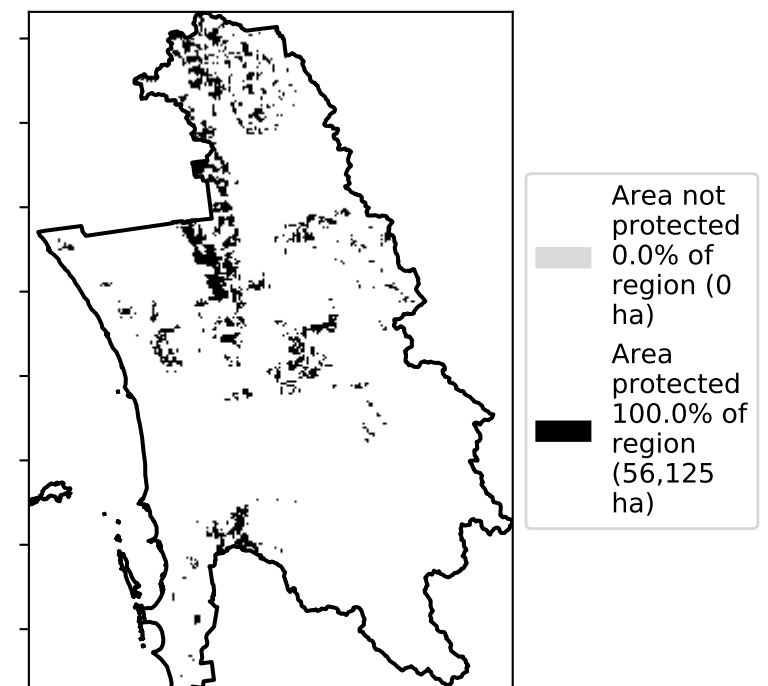 Area not
protected
0.0% of
region (0
ha)
Area
protected
100.0% of
region
(56,125
ha)